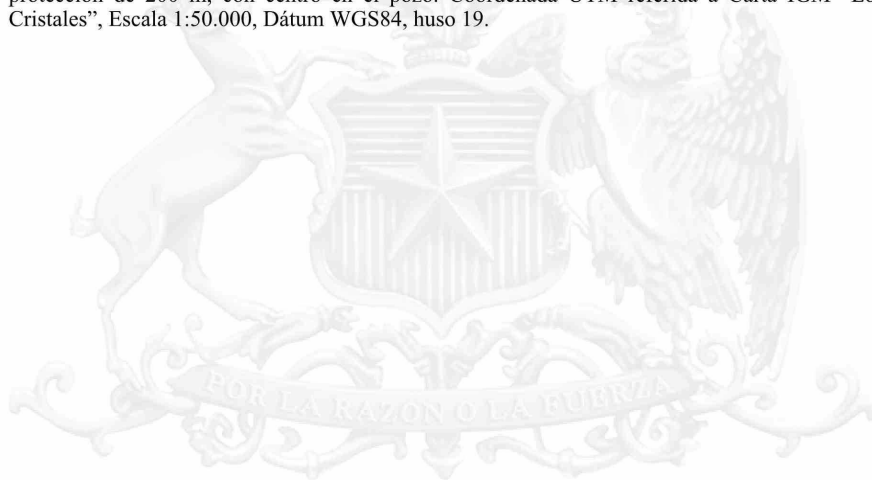 protección de 200 m, con centro en el pozo. Coordenada UTM referida a Carta IGM
Cristales”, Escala 1:50.000, Dátum WGS84, huso 19.
POR LA RAZON O LA FUERZA